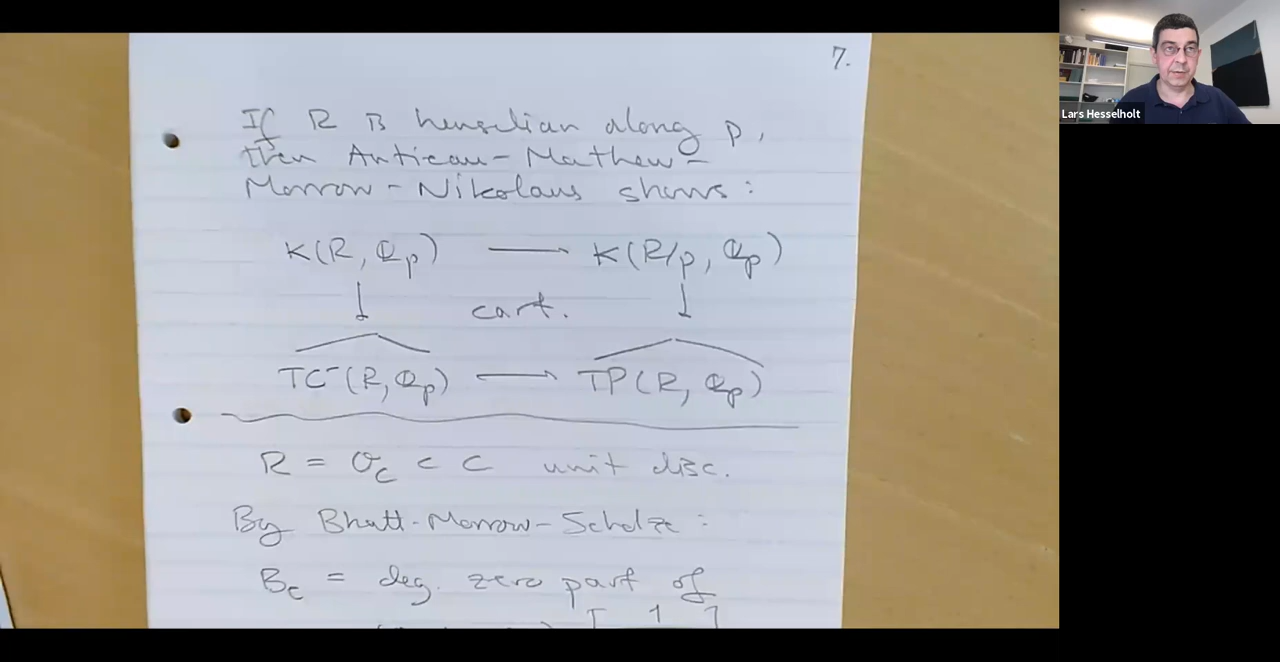 7.
If R is henselian along p,
then Antieau-Mathew-
Morrow-Nikolaus shows:
K(R, ℚp) ⟶ K(R/p, ℚp)
↓ cart. ↓
TC⁻(R, ℚp) ⟶ TP(R, ℚp)
R = O_C ⊂ C unit disc.
By Bhatt-Morrow-Scholze:
B_C = deg. zero part of
[ 1 ]
Lars Hesselholt